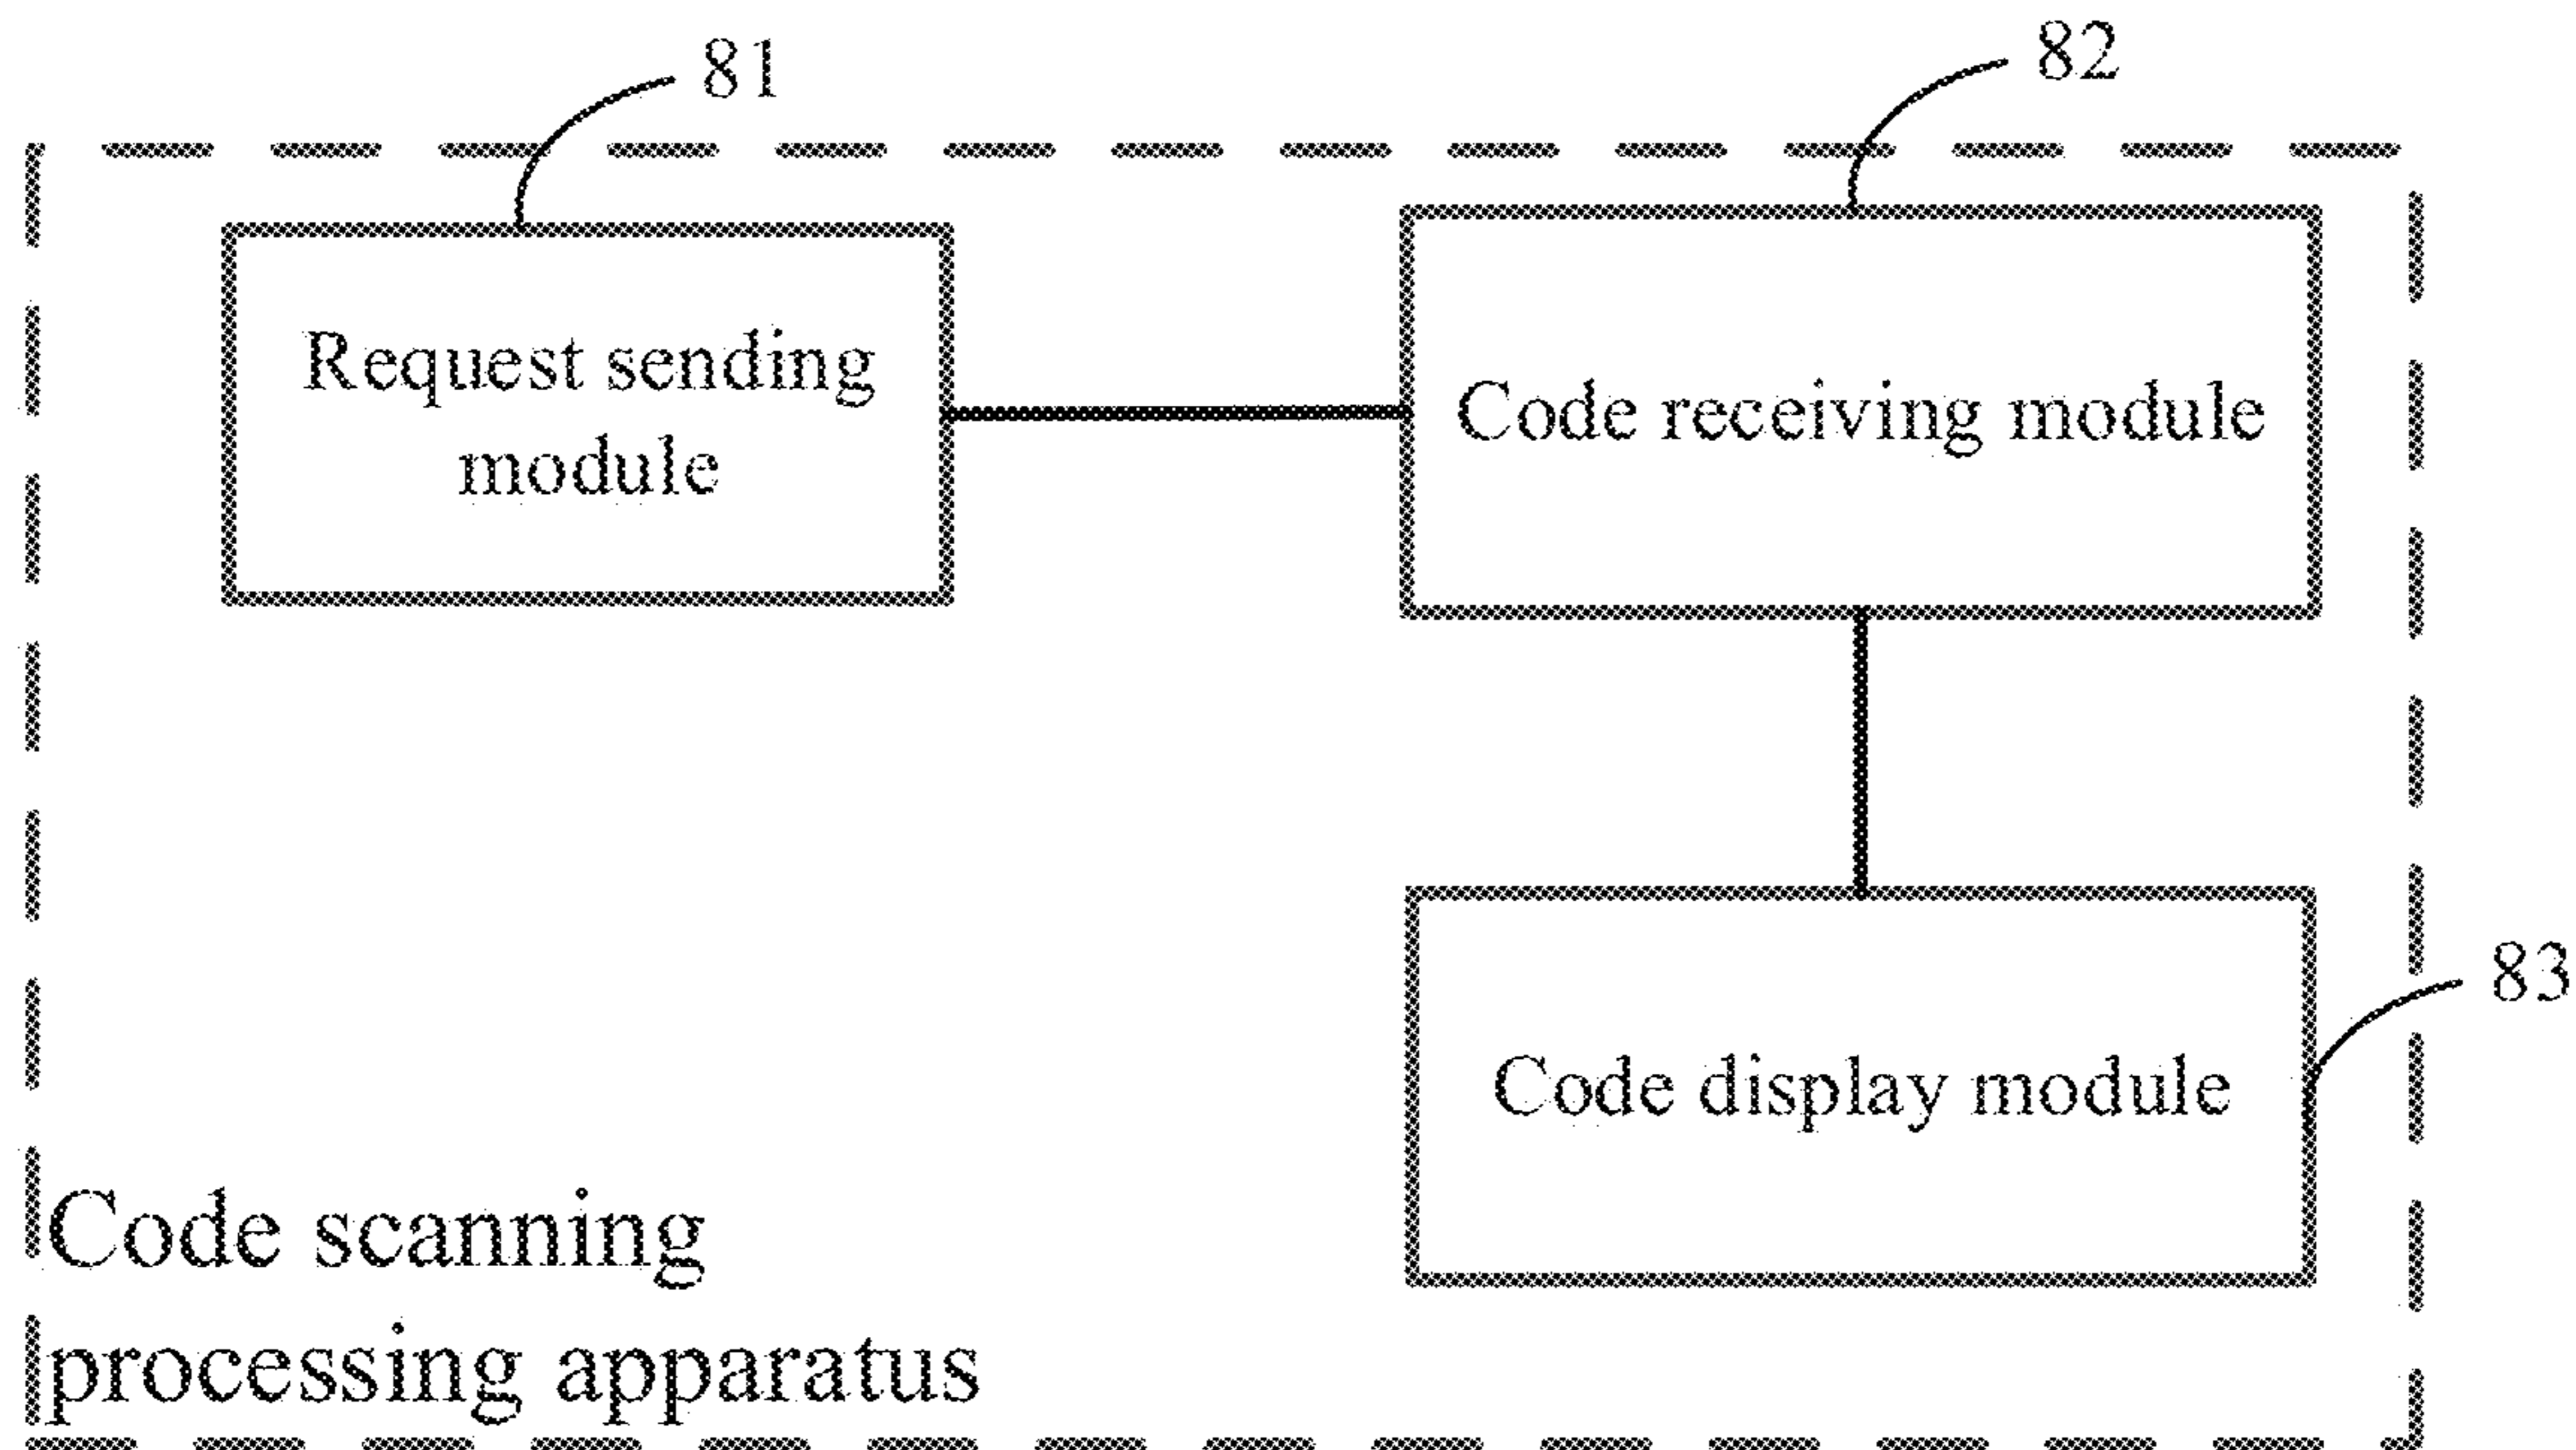 81
82
Request sending
module
Code receiving module
83
Code display module
Code scanning
processing apparatus